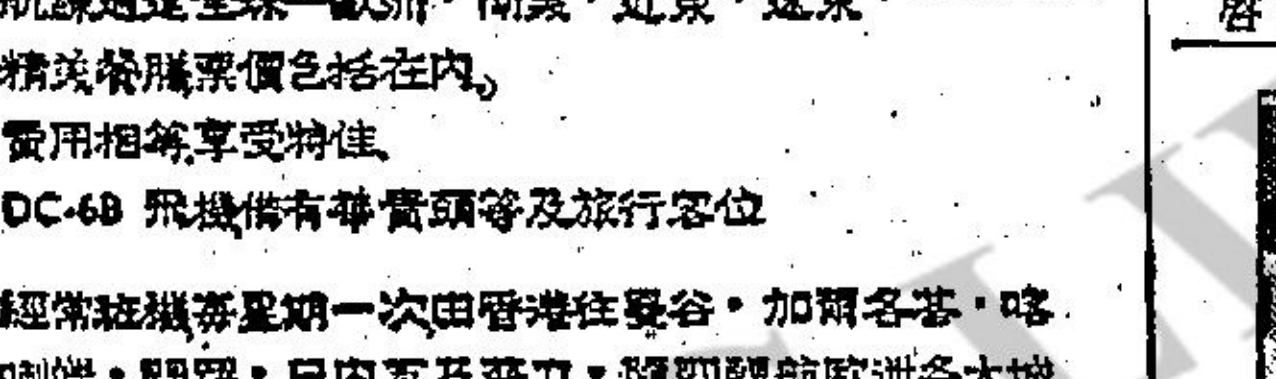 航線遍達全球—歐洲，南美，近東，遠東，
精美餐膳票價包括在內。
費用相等，享受特佳，
DC-6B 飛機備有華貴頭等及旅行客位
經常班機每星期一次由香港往曼谷・加爾各荅・喀
啓